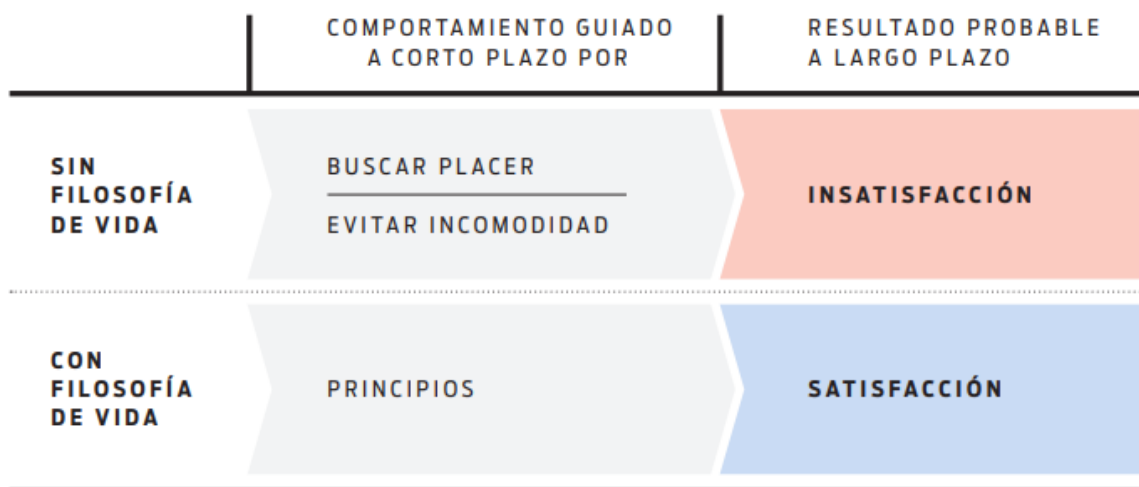 COMPORTAMIENTO GUIADO
A CORTO PLAZO POR
RESULTADO PROBABLE
A LARGO PLAZO
SIN
FILOSOFÍA
DE VIDA
BUSCAR PLACER
EVITAR INCOMODIDAD
INSATISFACCIÓN
CON
FILOSOFÍA
DE VIDA
PRINCIPIOS
SATISFACCIÓN